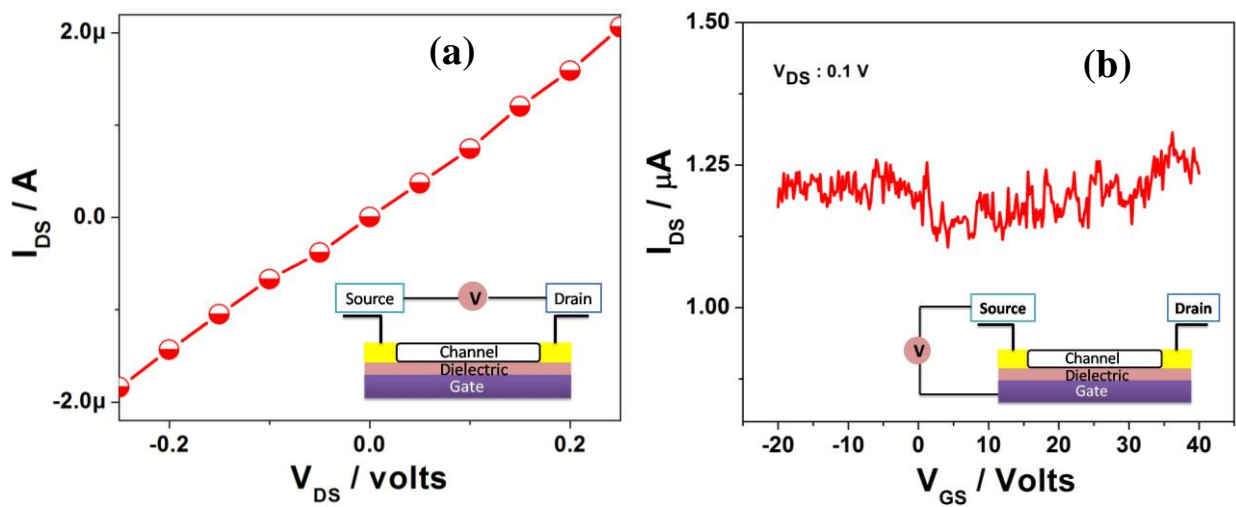 (a)
2.0μ
0.0
-2.0μ
I_DS / A
-0.2
0.0
0.2
V_DS / volts
Source
V
Drain
Channel
Dielectric
Gate
(b)
V_DS : 0.1 V
1.50
1.25
1.00
I_DS / μA
-20
-10
0
10
20
30
40
V_GS / Volts
Source
Drain
V
Channel
Dielectric
Gate